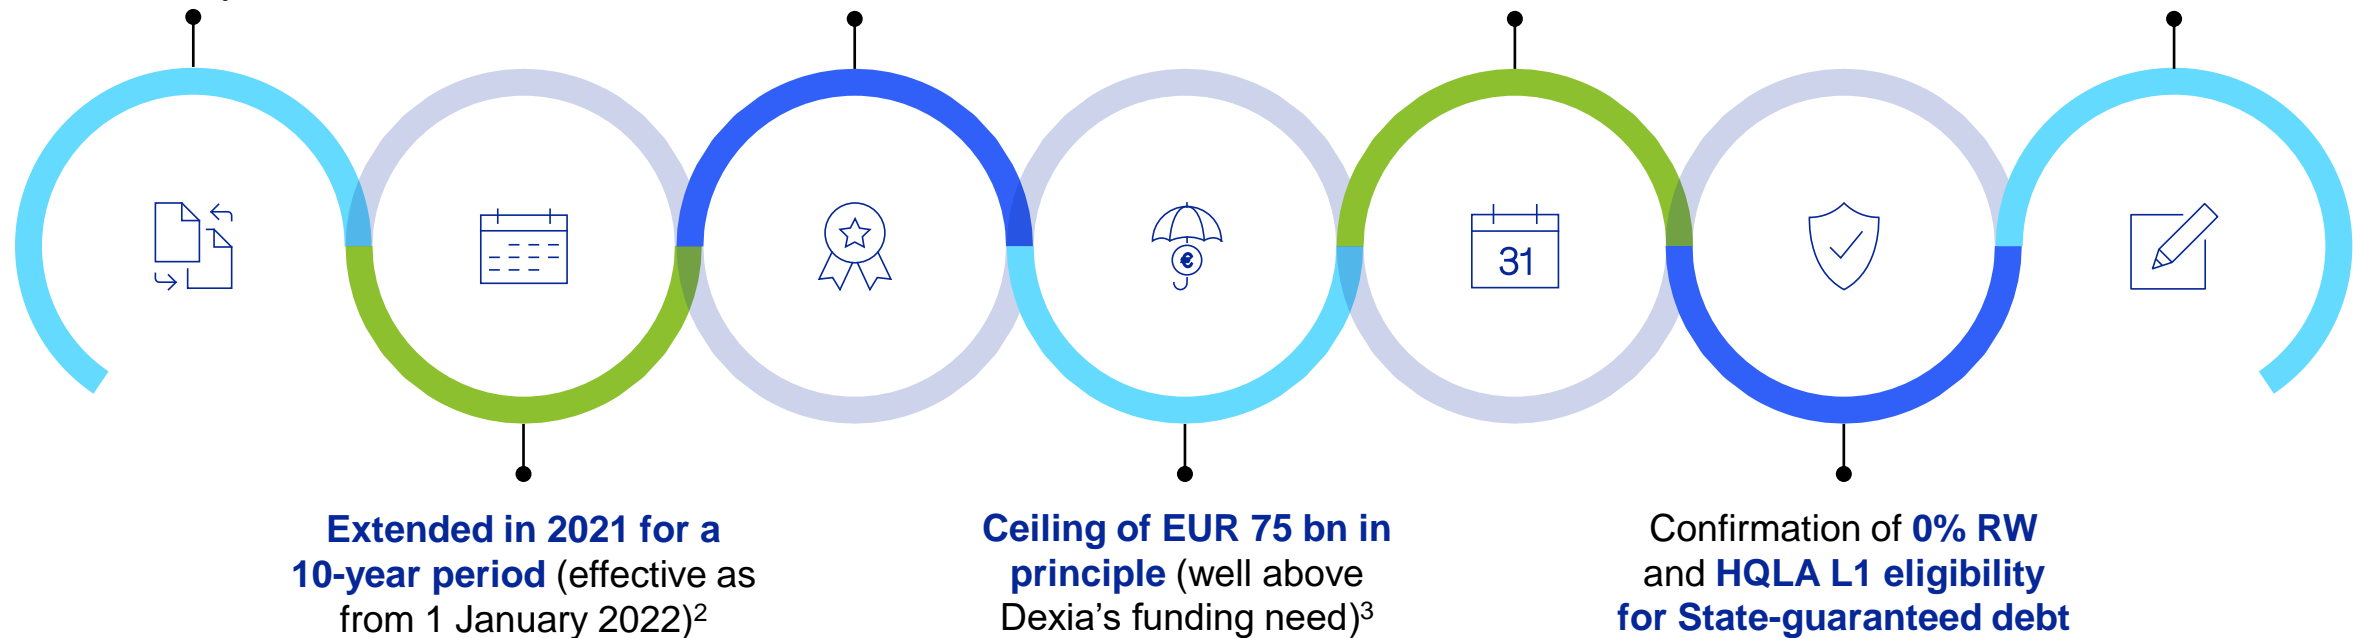 31
Extended in 2021 for a
10-year period (effective as
from 1 January 2022)2
Ceiling of EUR 75 bn in
principle (well above
Dexia's funding need)3
Confirmation of 0% RW
and HQLA L1 eligibility
for State-guaranteed debt